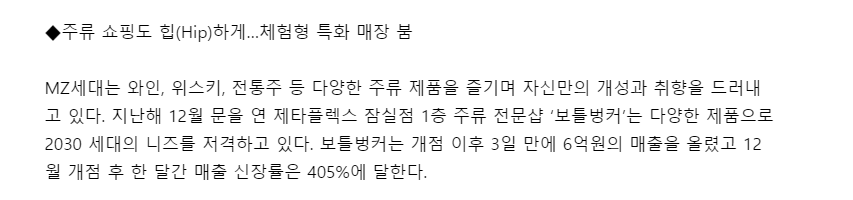 ◆주류 쇼핑도 힙(Hip)하게...체험형 특화 매장 붐
MZ세대는 와인, 위스키, 전통주 등 다양한 주류 제품을 즐기며 자신만의 개성과 취향을 드러내
고 있다. 지난해 12월 문을 연 제타플렉스 잠실점 1층 주류 전문샵 ‘보틀벙커’는 다양한 제품으로
2030 세대의 니즈를 저격하고 있다. 보틀벙커는 개점 이후 3일 만에 6억원의 매출을 올렸고 12
월 개점 후 한 달간 매출 신장률은 405%에 달한다.